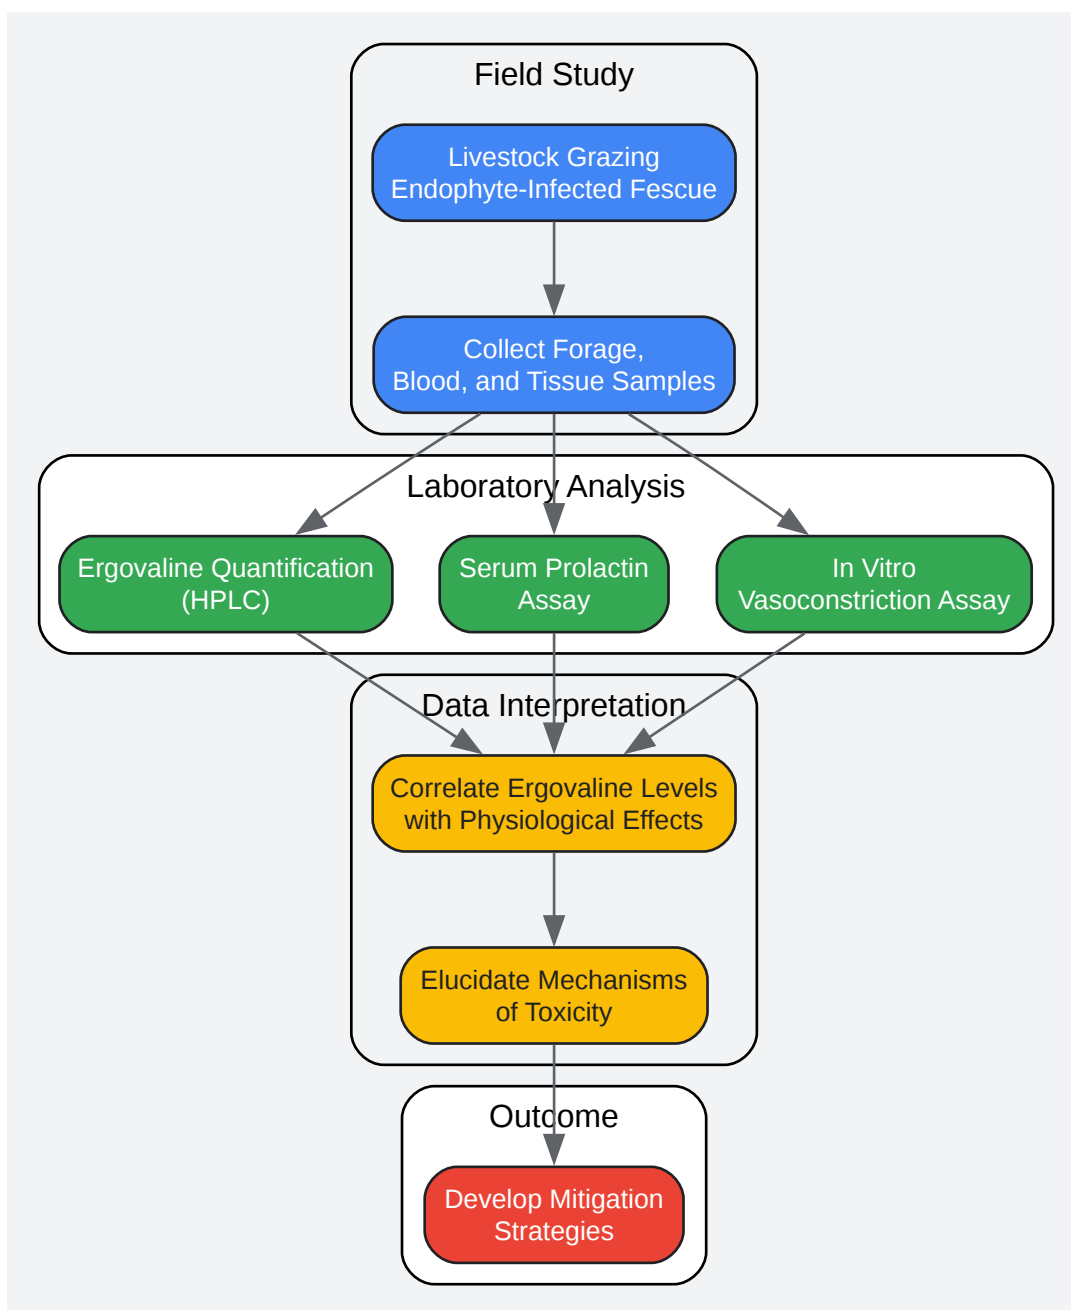 Field Study
Livestock Grazing
Endophyte-Infected Fescue
Collect Forage,
Blood, and Tissue Samples
Laboratory Analysis
Ergovaline Quantification
(HPLC)
Serum Prolactin
Assay
In Vitro
Vasoconstriction Assay
Data Interpretation
Correlate Ergovaline Levels
with Physiological Effects
Elucidate Mechanisms
of Toxicity
Outcome
Develop Mitigation
Strategies